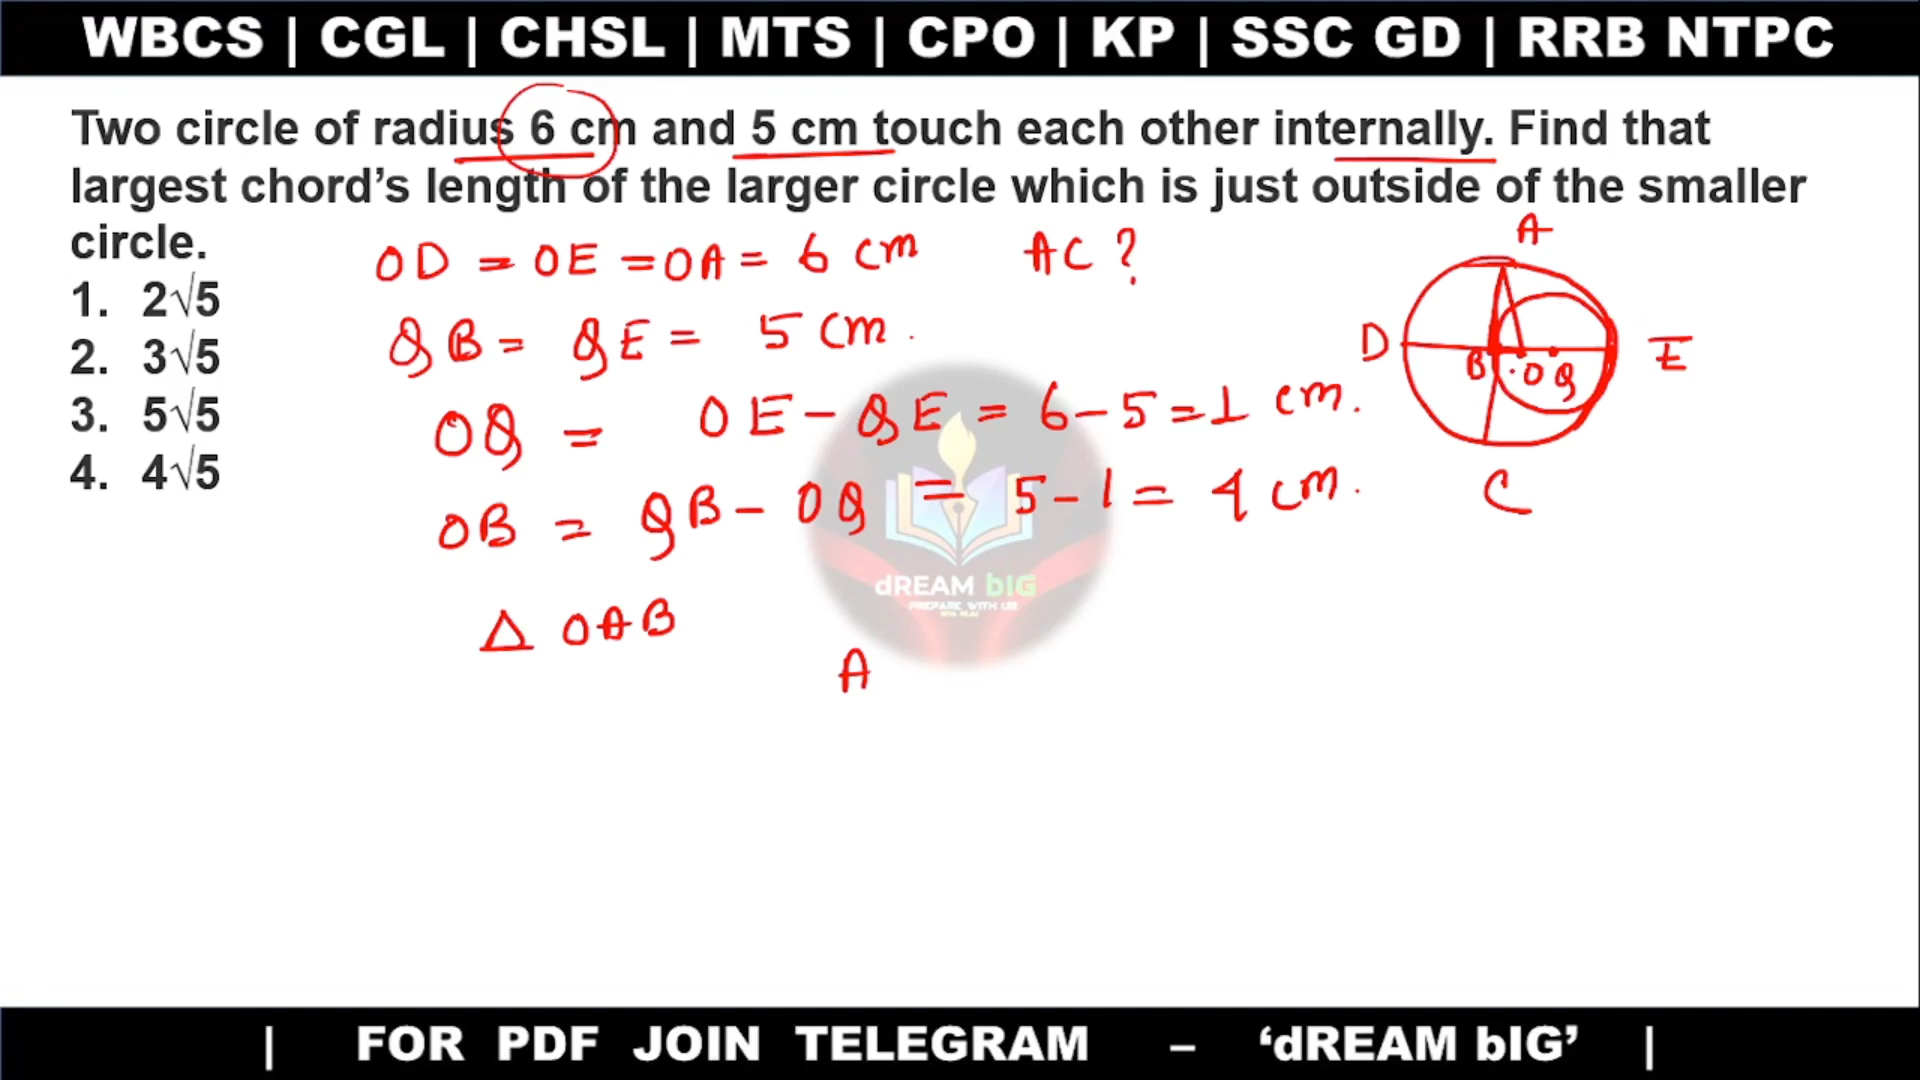 WBCS | CGL | CHSL | MTS | CPO | KP | SSC GD | RRB NTPC
Two circle of radius 6 cm and 5 cm touch each other internally. Find that
largest chord's length of the larger circle which is just outside of the smaller
circle.
1. 2√5
2. 3√5
3. 5√5
4. 4√5
OD = OE = OA = 6 cm
AC ?
QB = QE = 5 cm.
OQ = OE - QE = 6 - 5 = 1 cm.
OB = QB - OQ = 5 - 1 = 4 cm.
Δ OAB
A
A
D
B
O
Q
E
C
dREAM bIG
PREPARE WITH US
| FOR PDF JOIN TELEGRAM – 'dREAM bIG' |